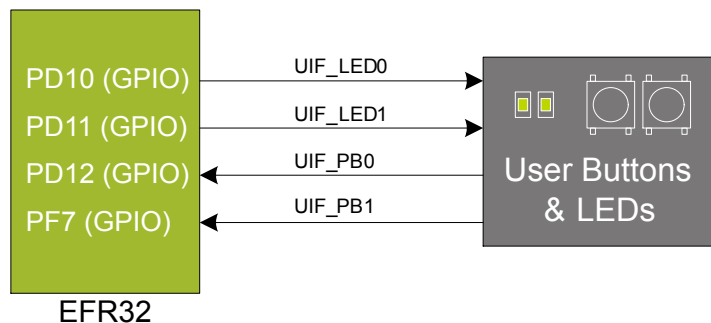 PD10 (GPIO)
UIF_LED0
PD11 (GPIO)
UIF_LED1
PD12 (GPIO)
UIF_PB0
PF7 (GPIO)
UIF_PB1
User Buttons
& LEDs
EFR32